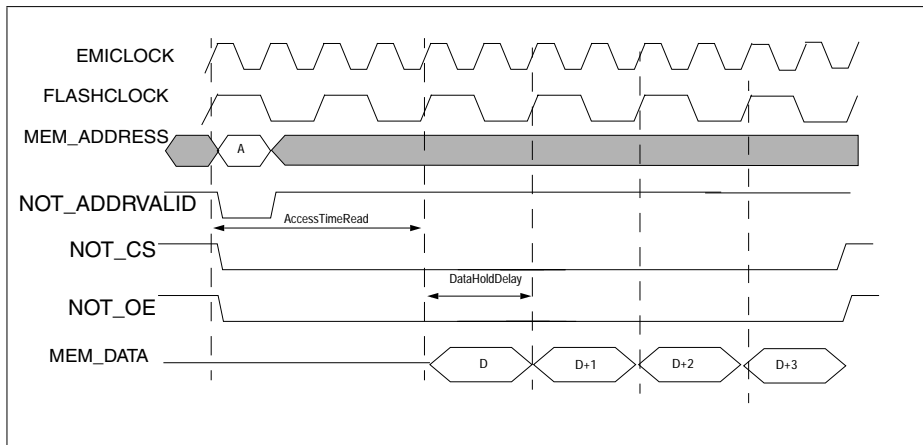 EMICLOCK
FLASHCLOCK
MEM_ADDRESS
A
NOT_ADDRVALID
AccessTimeRead
NOT_CS
DataHoldDelay
NOT_OE
MEM_DATA
D
D+1
D+2
D+3